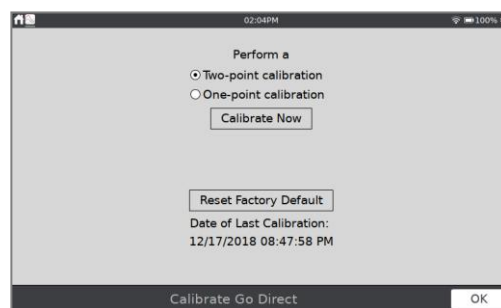 02:04PM
100%
Perform a
Two-point calibration
One-point calibration
Calibrate Now
Reset Factory Default
Date of Last Calibration:
12/17/2018 08:47:58 PM
Calibrate Go Direct
OK